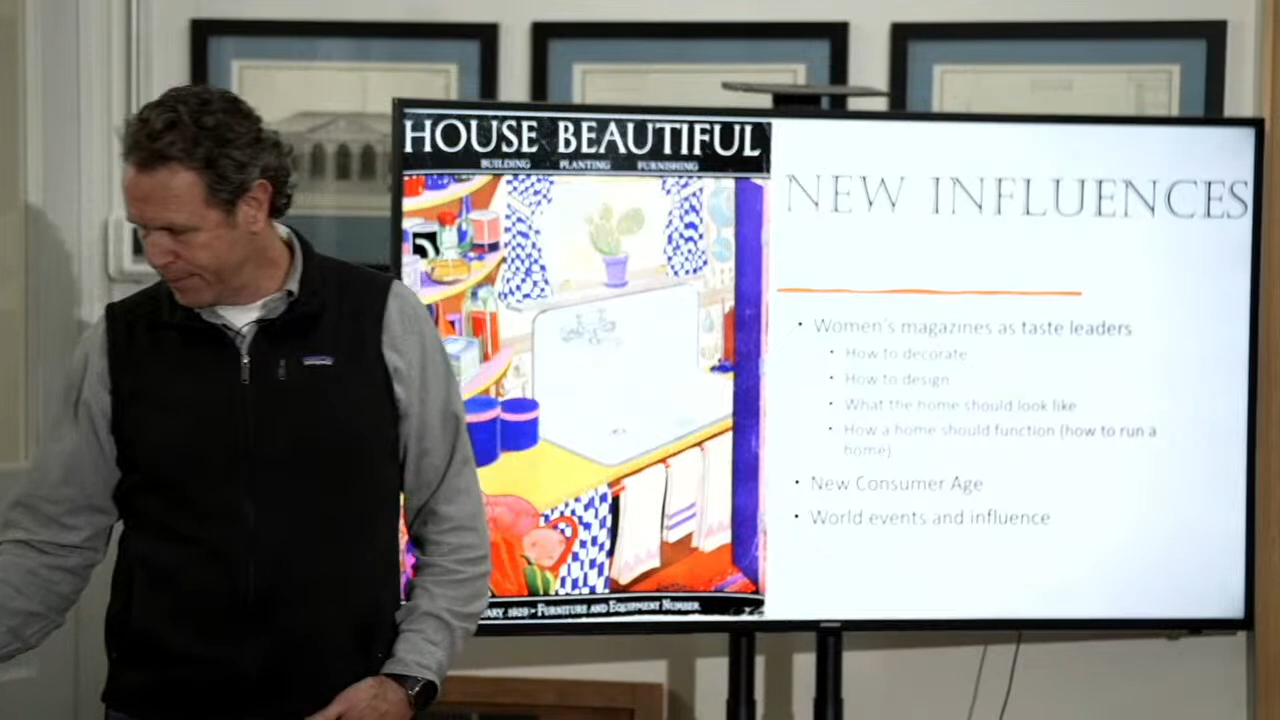 HOUSE BEAUTIFUL
BUILDING PLANTING FURNISHING
NEW INFLUENCES
• Women's magazines as taste leaders
• How to decorate
• How to design
• What the home should look like
• How a home should function (how to run a
home)
• New Consumer Age
• World events and influence
1929 - FURNITURE AND EQUIPMENT NUMBER
patagonia